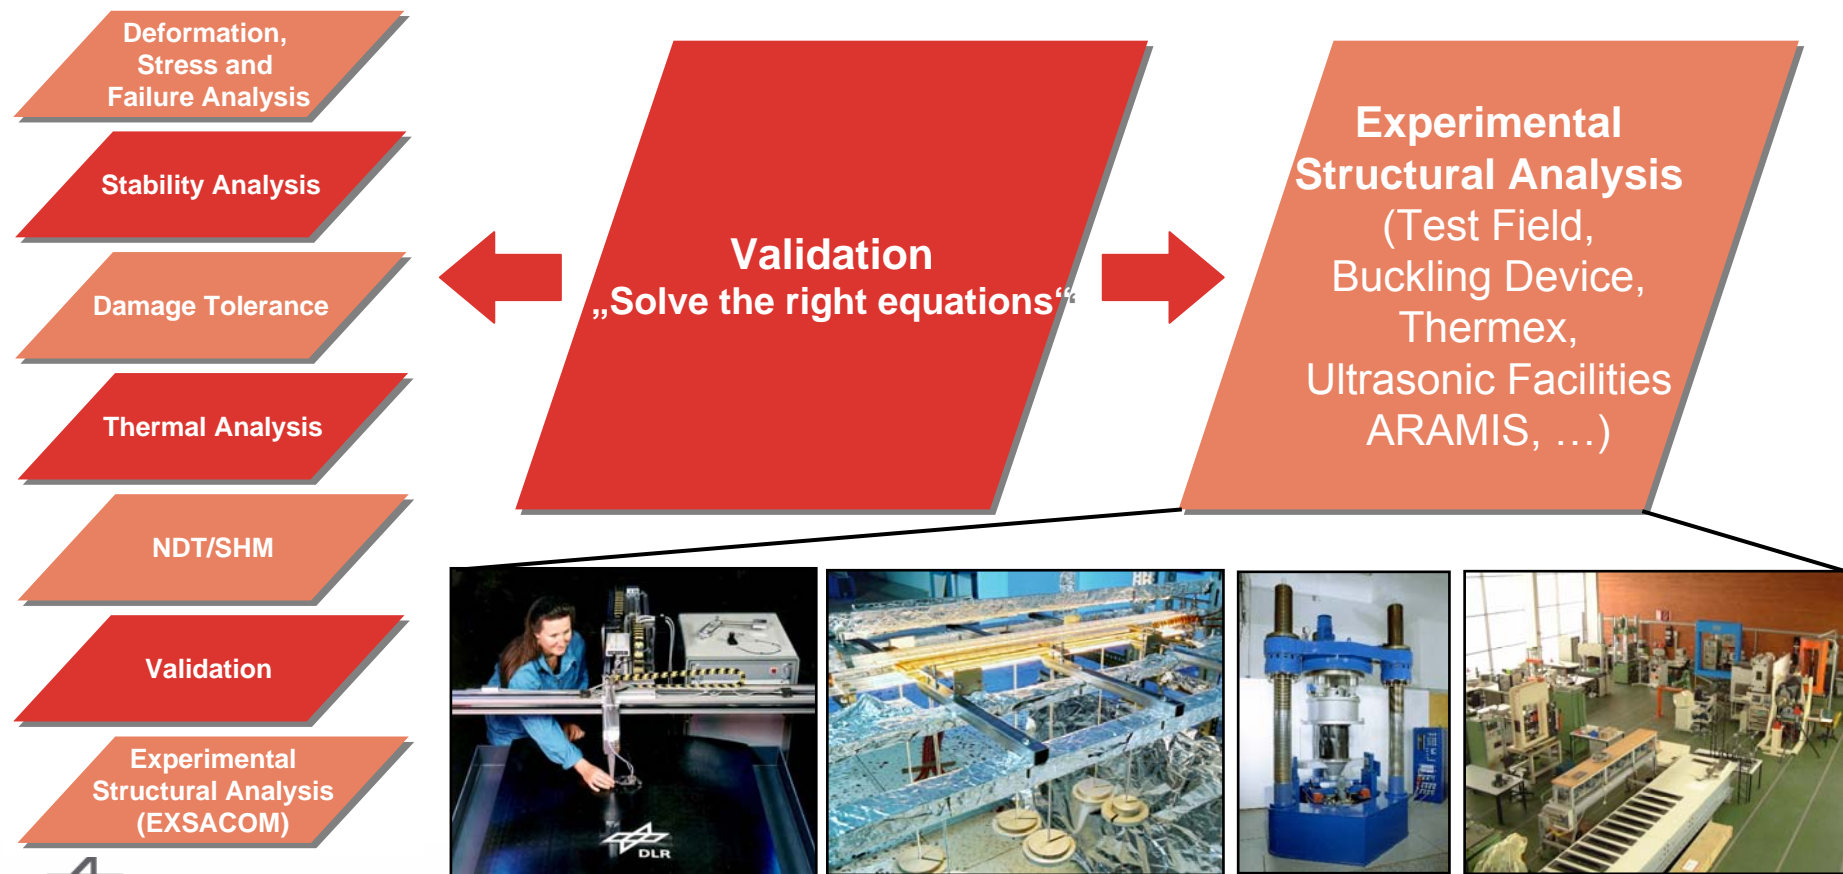 Deformation,
Stress and
Failure Analysis
Stability Analysis
Damage Tolerance
Thermal Analysis
NDT/SHM
Validation
Experimental
Structural Analysis
(EXSACOM)
Validation
„Solve the right equations“
Experimental
Structural Analysis
(Test Field,
Buckling Device,
Thermex,
Ultrasonic Facilities
ARAMIS, …)
DLR